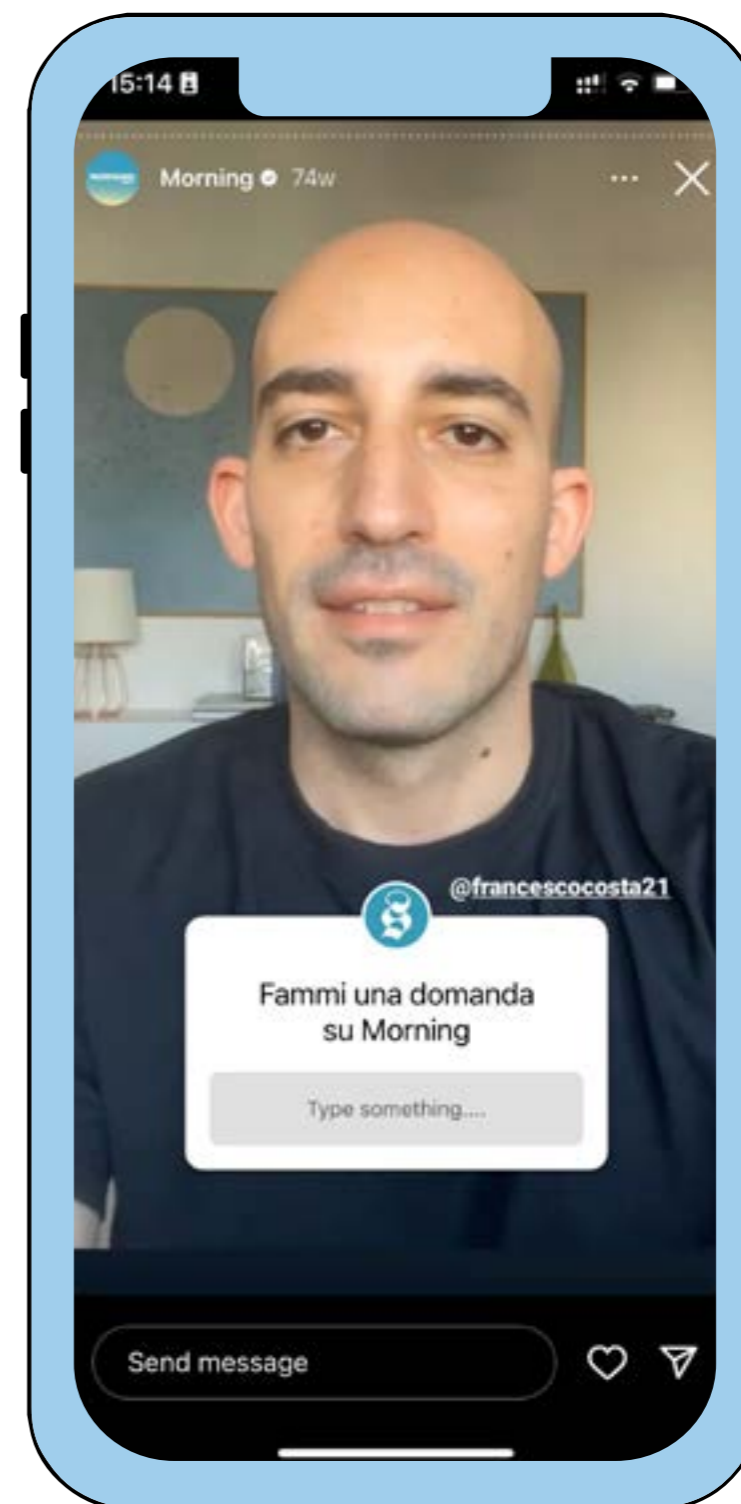 15:14
Morning 74w
@francescocosta21
Fammi una domanda
su Morning
Type something....
Send message